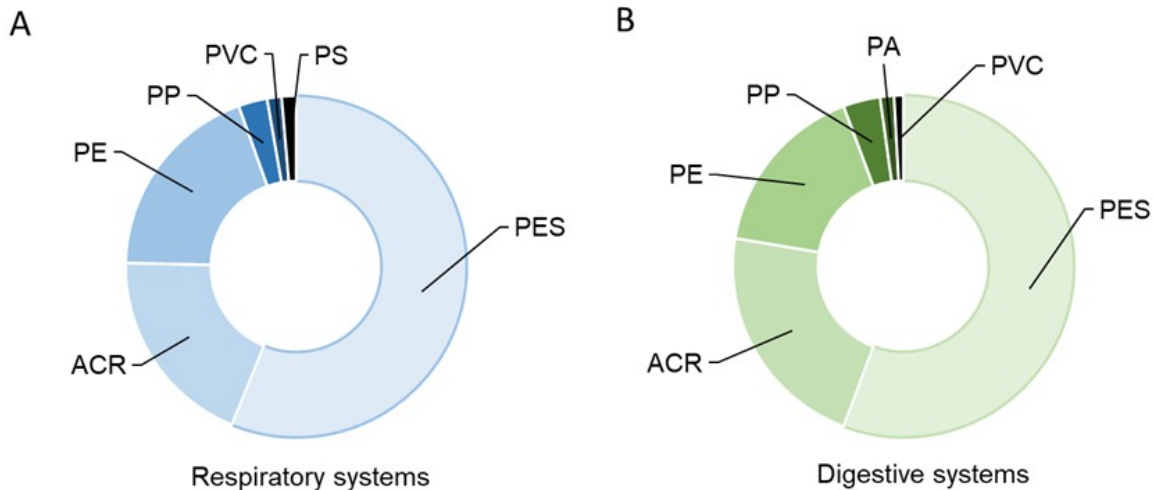 A
PVC
PS
PP
PE
PES
ACR
Respiratory systems
B
PA
PVC
PP
PE
PES
ACR
Digestive systems